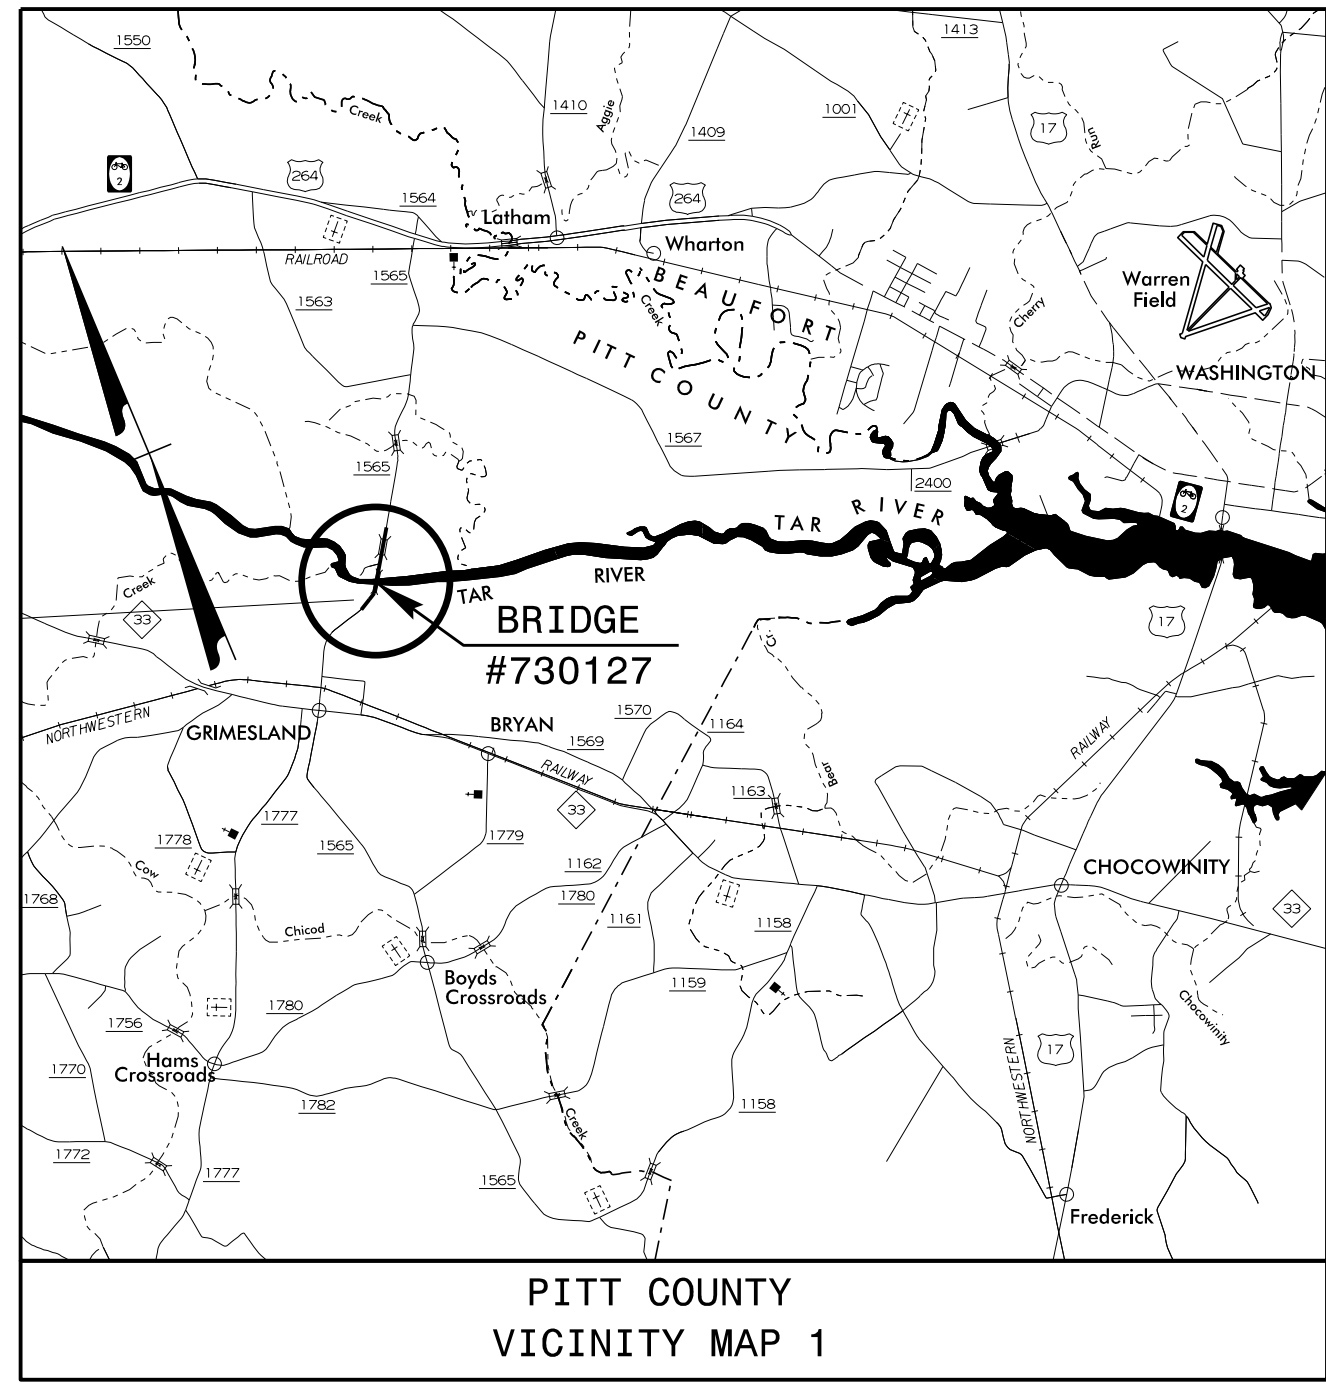 1550
1413
1410
Aggie
1001
Creek
1409
17
Run
2
264
1564
264
Latham
Wharton
RAILROAD
1565
1563
BEAUFORT
Creek
Cherry
Warren
Field
PITT COUNTY
WASHINGTON
1567
1565
2400
2
TAR RIVER
RIVER
TAR
Creek
33
BRIDGE
#730127
17
NORTHWESTERN
GRIMESLAND
BRYAN
1570
1164
1569
RAILWAY
RAILWAY
Bear
Cr.
1163
33
1777
1778
1565
1779
1162
CHOCOWINITY
Cow
1768
1780
1161
1158
33
Chicod
Boyds
Crossroads
1159
1780
1756
Chocowinity
Hams
Crossroads
1770
17
NORTHWESTERN
1782
1158
Creek
1772
1777
1565
Frederick
PITT COUNTY
VICINITY MAP 1